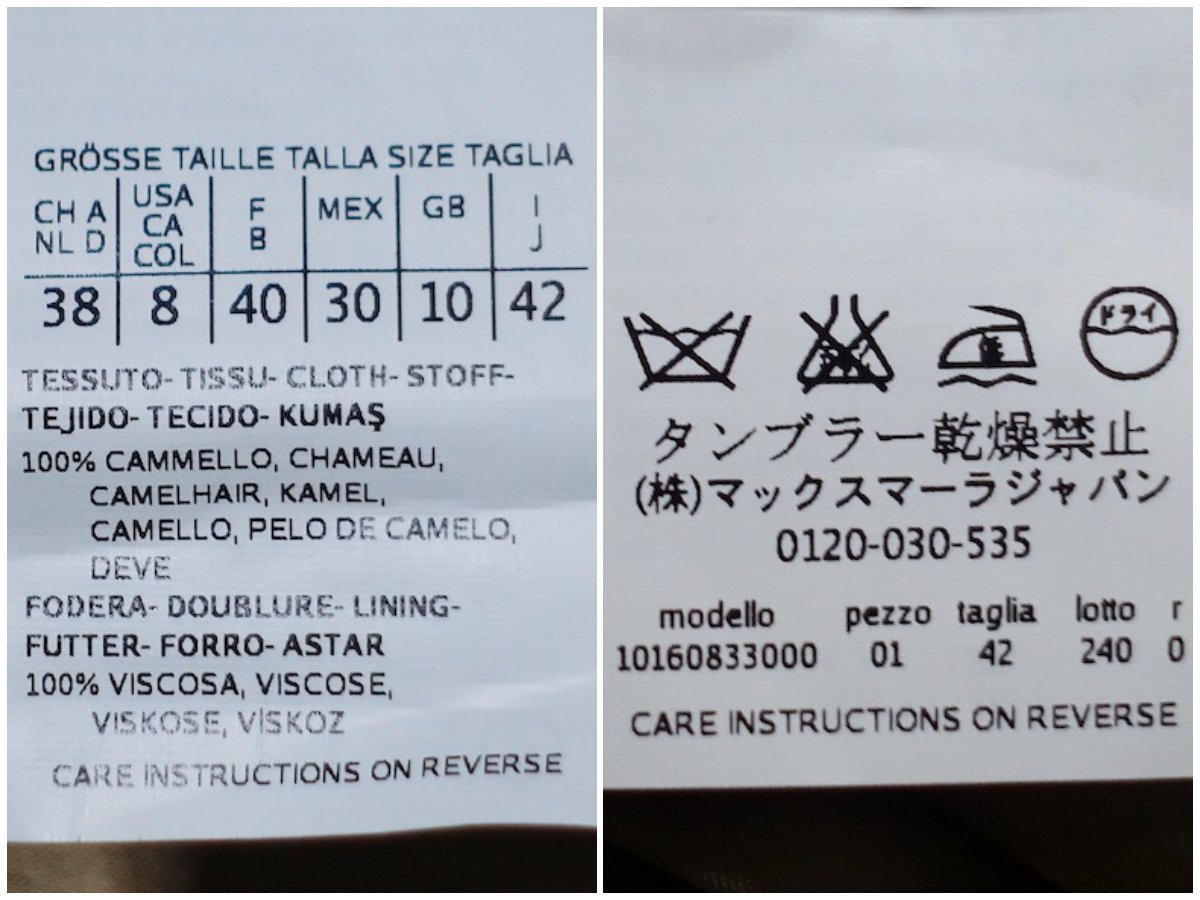 GRÖSSE TAILLE TALLA SIZE TAGLIA
CH A NL D USA CA COL F B MEX GB I J
38 8 40 30 10 42
TESSUTO- TISSU- CLOTH- STOFF-
TEJIDO- TECIDO- KUMAŞ
100% CAMMELLO, CHAMEAU,
CAMELHAIR, KAMEL,
CAMELLO, PELO DE CAMELO,
DEVE
FODERA- DOUBLURE- LINING-
FUTTER- FORRO- ASTAR
100% VISCOSA, VISCOSE,
VISKOSE, VİSKOZ
CARE INSTRUCTIONS ON REVERSE
ドライ
タンブラー乾燥禁止
(株)マックスマーラジャパン
0120-030-535
modello pezzo taglia lotto r
10160833000 01 42 240 0
CARE INSTRUCTIONS ON REVERSE